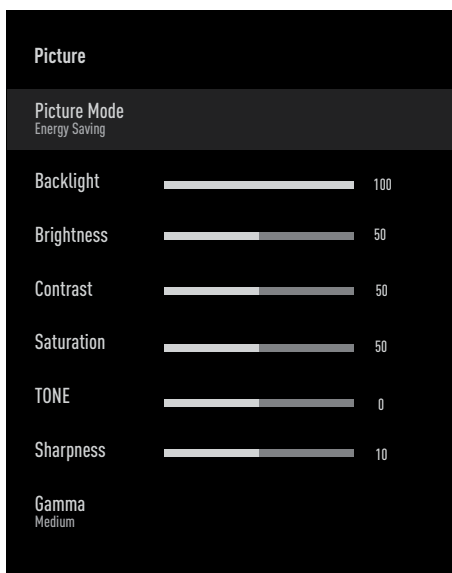 Picture
Picture Mode
Energy Saving
Backlight 100
Brightness 50
Contrast 50
Saturation 50
TONE 0
Sharpness 10
Gamma
Medium